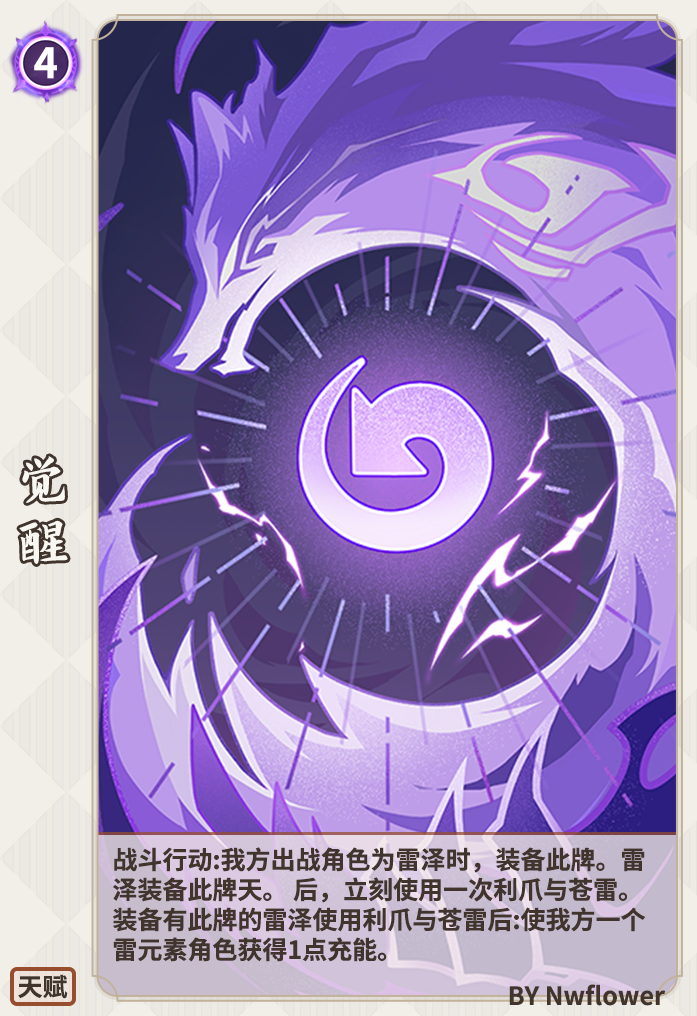 4
觉醒
战斗行动:我方出战角色为雷泽时，装备此牌。雷
泽装备此牌天。 后，立刻使用一次利爪与苍雷。
装备有此牌的雷泽使用利爪与苍雷后:使我方一个
雷元素角色获得1点充能。
天赋
BY Nwflower